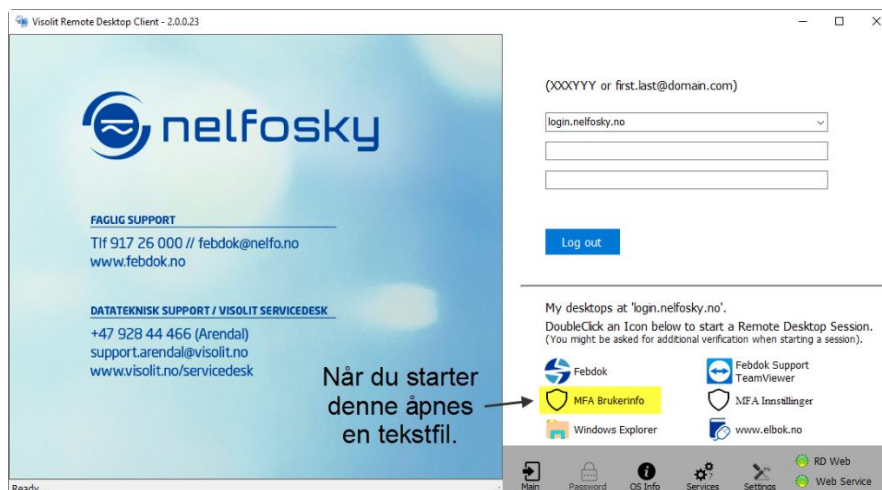 Visolit Remote Desktop Client - 2.0.0.23
nelfosky
FAGLIG SUPPORT
Tlf 917 26 000 // febdok@nelfo.no
www.febdok.no
DATATEKNISK SUPPORT / VISOLIT SERVICEDESK
+47 928 44 466 (Arendal)
support.arendal@visolit.no
www.visolit.no/servicedesk
Når du starter
denne åpnes
en tekstfil.
(XXXYYY or first.last@domain.com)
login.nelfosky.no
Log out
My desktops at 'login.nelfosky.no'.
DoubleClick an Icon below to start a Remote Desktop Session.
(You might be asked for additional verification when starting a session).
Febdok
Febdok Support
TeamViewer
MFA Brukerinfo
MFA Innstillinger
Windows Explorer
www.elbok.no
Main
Password
OS Info
Services
Settings
RD Web
Web Service
Ready